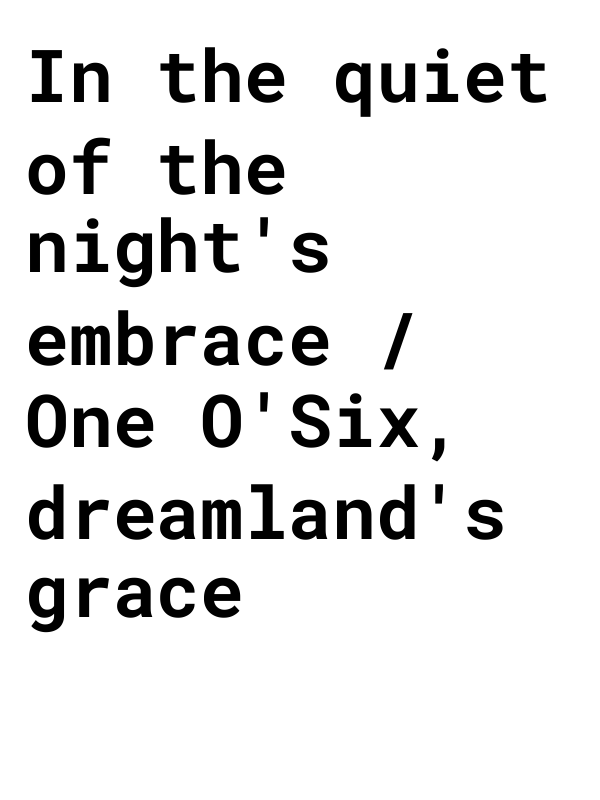 In the quiet
of the
night's
embrace /
One O'Six,
dreamland's
grace